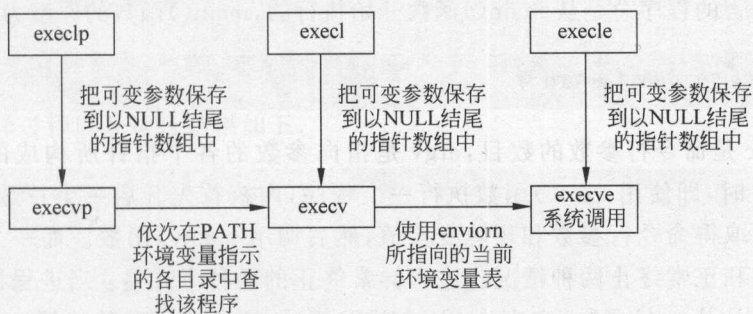 execlp
execl
execle
把可变参数保存
到以NULL结尾
的指针数组中
把可变参数保存
到以NULL结尾
的指针数组中
把可变参数保存
到以NULL结尾
的指针数组中
execvp
execv
execve
系统调用
依次在PATH
环境变量指示
的各目录中查
找该程序
使用enviorn
所指向的当前
环境变量表